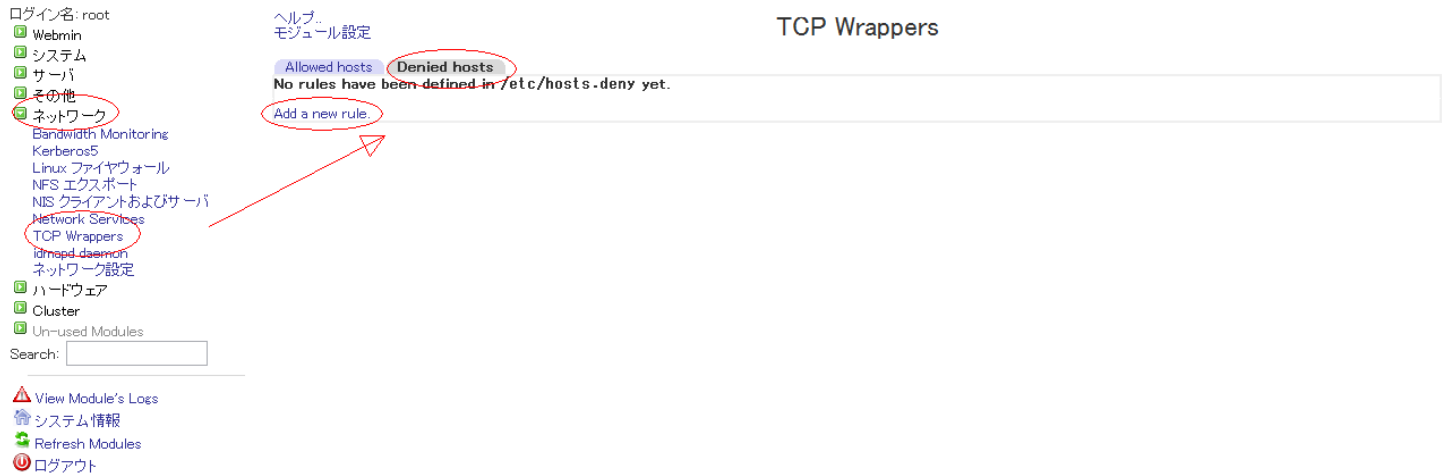 ログイン名: root
Webmin
システム
サーバ
その他
ネットワーク
Bandwidth Monitoring
Kerberos5
Linux ファイヤウォール
NFS エクスポート
NIS クライアントおよびサーバ
Network Services
TCP Wrappers
idmapd daemon
ネットワーク設定
ハードウェア
Cluster
Un-used Modules
Search:
View Module's Logs
システム情報
Refresh Modules
ログアウト
ヘルプ..
モジュール設定
TCP Wrappers
Allowed hosts Denied hosts
No rules have been defined in /etc/hosts.deny yet.
Add a new rule.